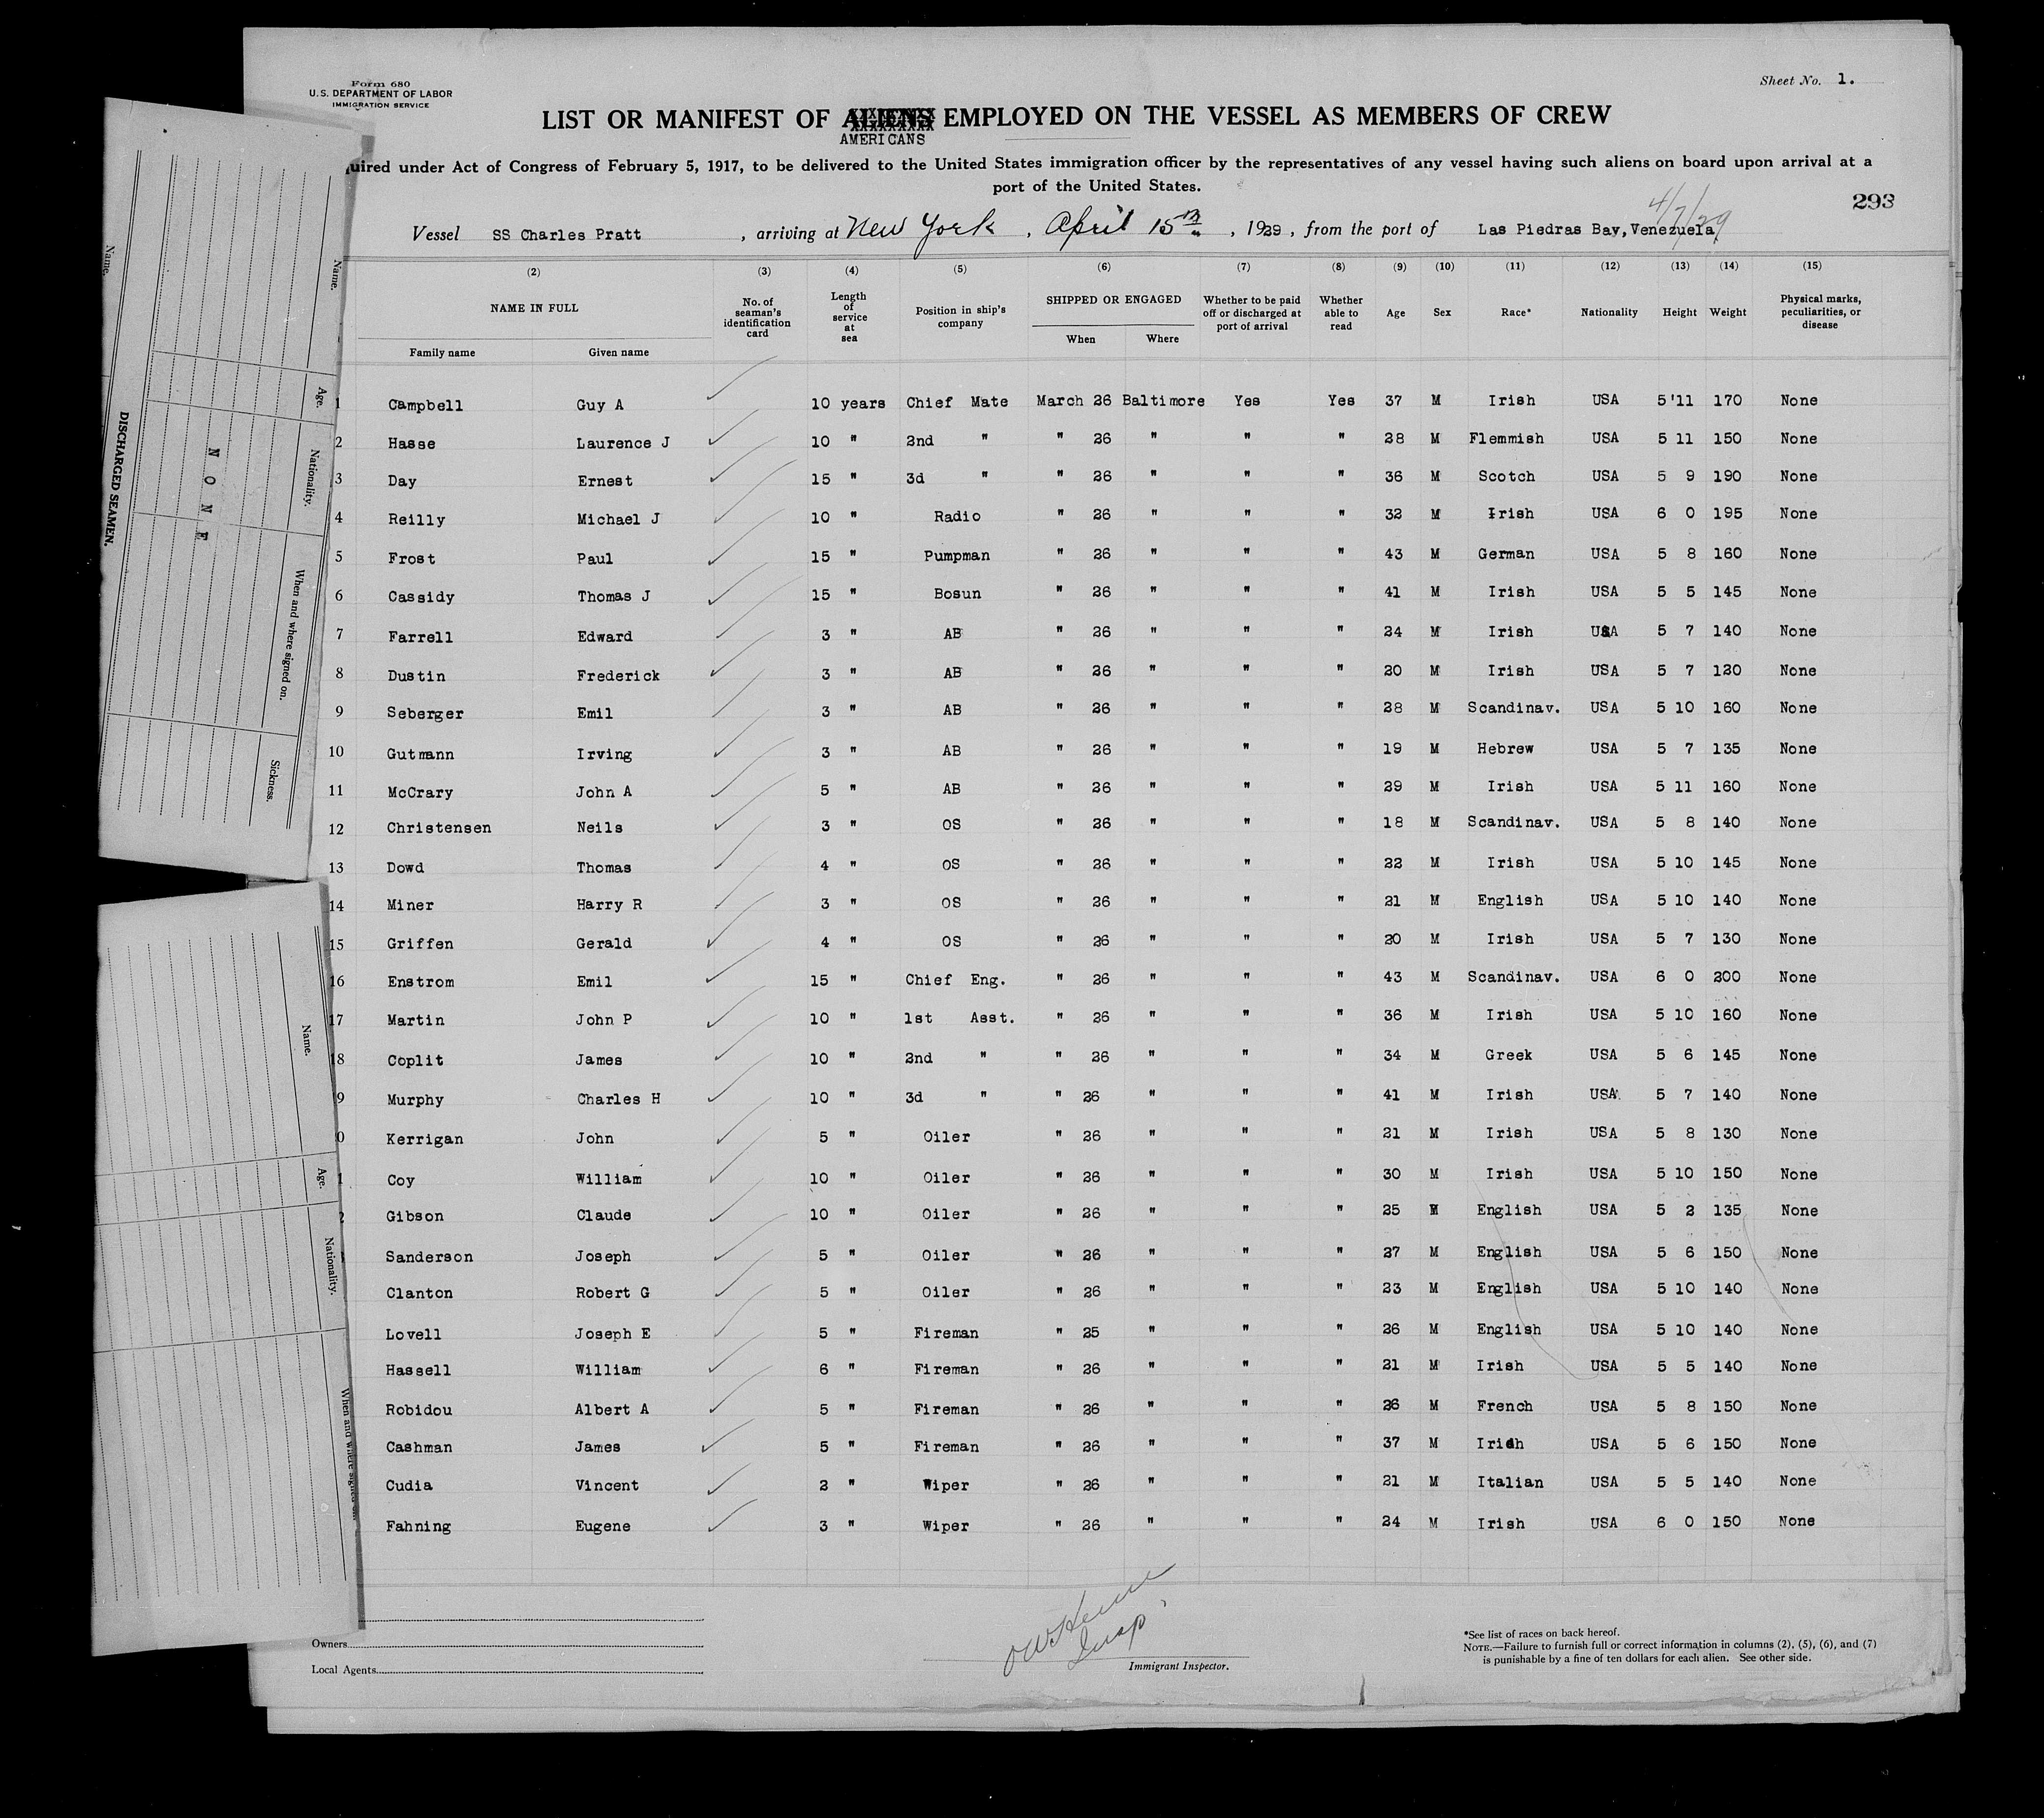 Form 680
U. S. DEPARTMENT OF LABOR
IMMIGRATION SERVICE
Sheet No. 1.
LIST OR MANIFEST OF ALIENS EMPLOYED ON THE VESSEL AS MEMBERS OF CREW
AMERICANS
quired under Act of Congress of February 5, 1917, to be delivered to the United States immigration officer by the representatives of any vessel having such aliens on board upon arrival at a
port of the United States.
293
4/7/29
Vessel SS Charles Pratt , arriving at New York , April 15th , 1929 , from the port of Las Piedras Bay, Venezuela
(2) (3) (4) (5) (6) (7) (8) (9) (10) (11) (12) (13) (14) (15)
NAME IN FULL
Family name Given name
No. of seaman's identification card
Length of service at sea
Position in ship's company
SHIPPED OR ENGAGED
When Where
Whether to be paid off or discharged at port of arrival
Whether able to read
Age Sex Race* Nationality Height Weight
Physical marks, peculiarities, or disease
1 Campbell Guy A 10 years Chief Mate March 26 Baltimore Yes Yes 37 M Irish USA 5'11 170 None
2 Hasse Laurence J 10 " 2nd " " 26 " " " 28 M Flemmish USA 5 11 150 None
3 Day Ernest 15 " 3d " " 26 " " " 36 M Scotch USA 5 9 190 None
4 Reilly Michael J 10 " Radio " 26 " " " 32 M Irish USA 6 0 195 None
5 Frost Paul 15 " Pumpman " 26 " " " 43 M German USA 5 8 160 None
6 Cassidy Thomas J 15 " Bosun " 26 " " " 41 M Irish USA 5 5 145 None
7 Farrell Edward 3 " AB " 26 " " " 24 M Irish USA 5 7 140 None
8 Dustin Frederick 3 " AB " 26 " " " 20 M Irish USA 5 7 120 None
9 Seberger Emil 3 " AB " 26 " " " 28 M Scandinav. USA 5 10 160 None
10 Gutmann Irving 3 " AB " 26 " " " 19 M Hebrew USA 5 7 135 None
11 McCrary John A 5 " AB " 26 " " " 29 M Irish USA 5 11 160 None
12 Christensen Neils 3 " OS " 26 " " " 18 M Scandinav. USA 5 8 140 None
13 Dowd Thomas 4 " OS " 26 " " " 22 M Irish USA 5 10 145 None
14 Miner Harry R 3 " OS " 26 " " " 21 M English USA 5 10 140 None
15 Griffen Gerald 4 " OS " 26 " " " 20 M Irish USA 5 7 130 None
16 Enstrom Emil 15 " Chief Eng. " 26 " " " 43 M Scandinav. USA 6 0 200 None
17 Martin John P 10 " 1st Asst. " 26 " " " 36 M Irish USA 5 10 160 None
8 Coplit James 10 " 2nd " " 26 " " " 34 M Greek USA 5 6 145 None
9 Murphy Charles H 10 " 3d " " 26 " " " 41 M Irish USA 5 7 140 None
0 Kerrigan John 5 " Oiler " 26 " " " 21 M Irish USA 5 8 130 None
1 Coy William 10 " Oiler " 26 " " " 30 M Irish USA 5 10 150 None
2 Gibson Claude 10 " Oiler " 26 " " " 25 M English USA 5 2 135 None
Sanderson Joseph 5 " Oiler " 26 " " " 27 M English USA 5 6 150 None
Clanton Robert G 5 " Oiler " 26 " " " 23 M English USA 5 10 140 None
Lovell Joseph E 5 " Fireman " 25 " " " 26 M English USA 5 10 140 None
Hassell William 6 " Fireman " 26 " " " 21 M Irish USA 5 5 140 None
Robidou Albert A 5 " Fireman " 26 " " " 26 M French USA 5 8 150 None
Cashman James 5 " Fireman " 26 " " " 37 M Irish USA 5 6 150 None
Cudia Vincent 2 " Wiper " 26 " " " 21 M Italian USA 5 5 140 None
Fahning Eugene 3 " Wiper " 26 " " " 24 M Irish USA 6 0 150 None
Insp
Owners
Local Agents
Immigrant Inspector.
*See list of races on back hereof.
NOTE.—Failure to furnish full or correct information in columns (2), (5), (6), and (7)
is punishable by a fine of ten dollars for each alien. See other side.
DISCHARGED SEAMEN.
Name. Age. Nationality. When and where signed on. Sickness.
Name.
NONE
Name. Age. Nationality. When and where signed on.